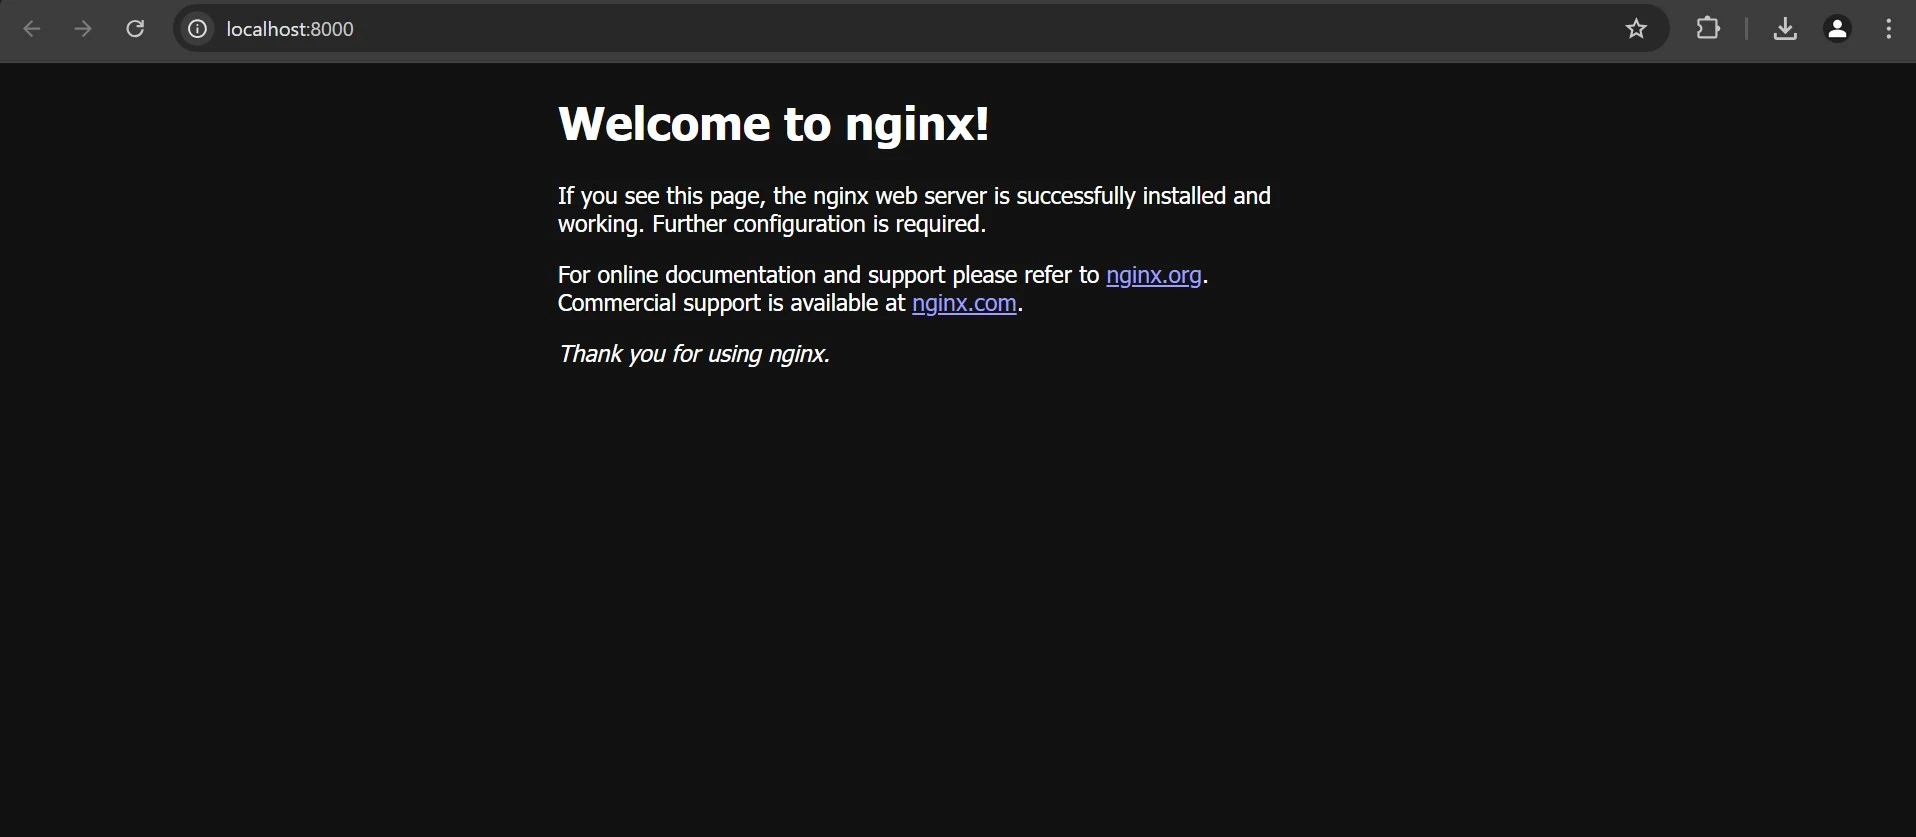 localhost:8000
Welcome to nginx!
If you see this page, the nginx web server is successfully installed and
working. Further configuration is required.
For online documentation and support please refer to nginx.org.
Commercial support is available at nginx.com.
Thank you for using nginx.